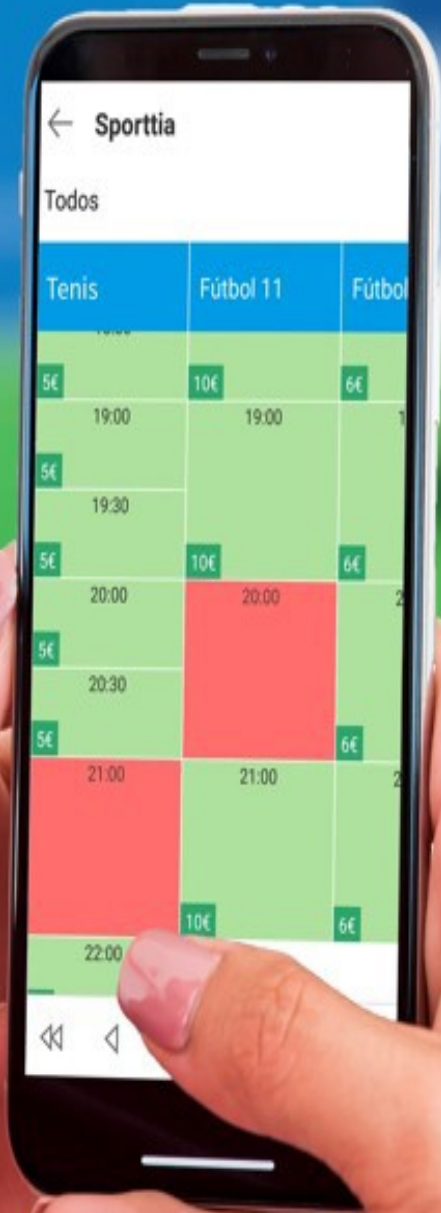 Sporttia
Todos
Tenis Fútbol 11 Fútbol
5€ 10€ 6€
19:00 19:00
5€
19:30
5€ 10€ 6€
20:00 20:00
5€
20:30
5€ 6€
21:00 21:00
10€ 6€
22:00